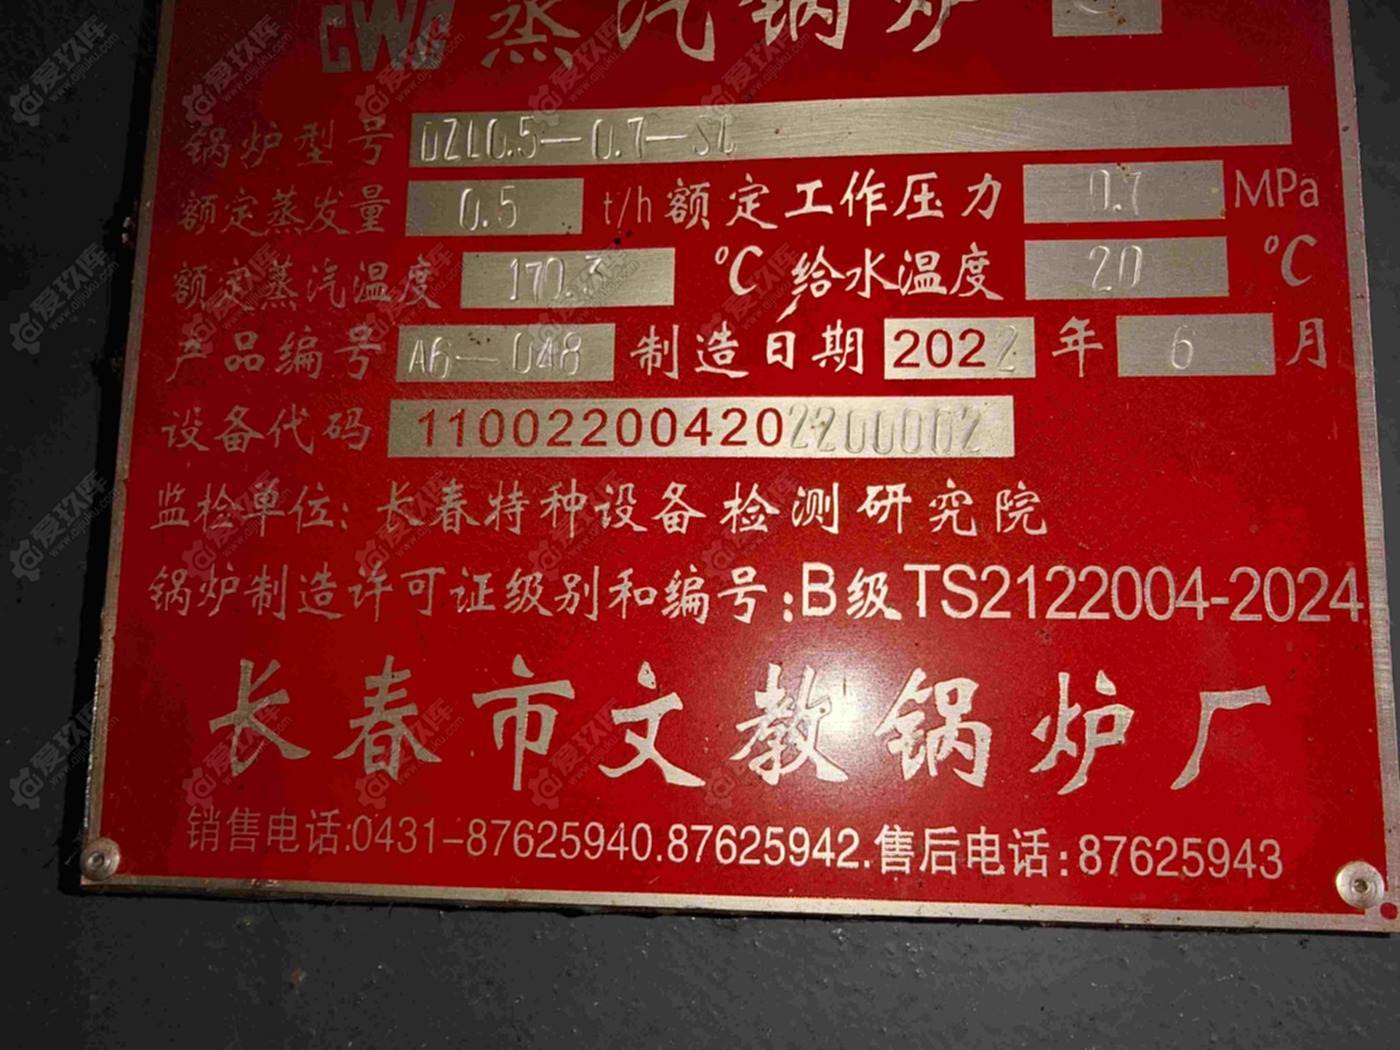 CWG 蒸汽锅炉
锅炉型号 DZL0.5-0.7-SC
额定蒸发量 0.5 t/h 额定工作压力 0.7 MPa
额定蒸汽温度 170.3 ℃ 给水温度 20 ℃
产品编号 A6-048 制造日期 2022 年 6 月
设备代码 110022004202200002
监检单位:长春特种设备检测研究院
锅炉制造许可证级别和编号:B级TS2122004-2024
长春市文教锅炉厂
销售电话:0431-87625940.87625942.售后电话:87625943